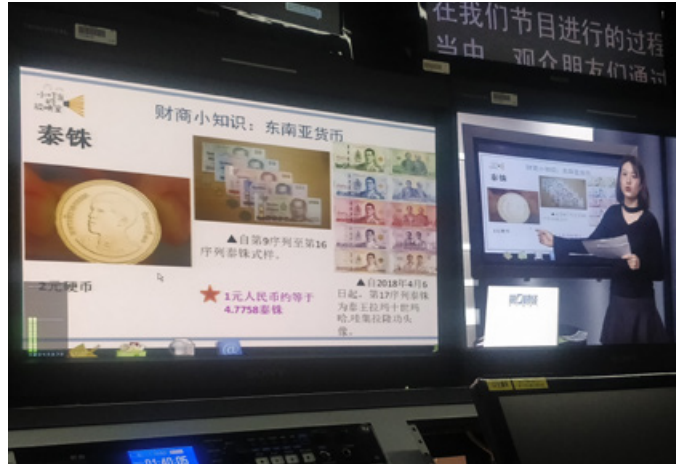 在我们节目进行的过程
当中，观众朋友们通过
财商小知识：东南亚货币
泰铢
▲自第9序列至第16
序列泰铢式样。
2元硬币
★ 1元人民币约等于
4.7758泰铢
▲自2018年4月6
日起，第17序列泰铢
为泰王拉玛十世玛
哈.哇集拉隆功头
像。
泰铢
01:40:05